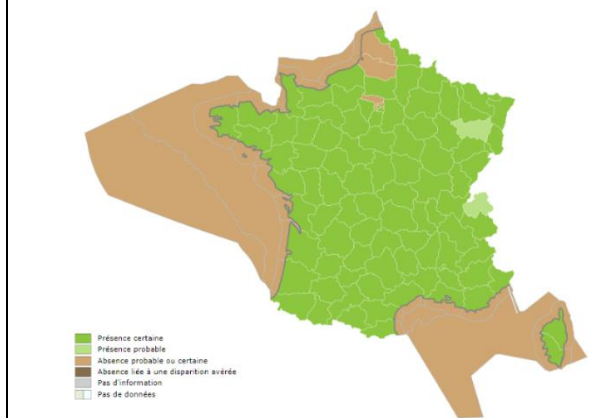 Présence certaine
Présence probable
Absence probable ou certaine
Absence liée à une disparition avérée
Pas d'information
Pas de données